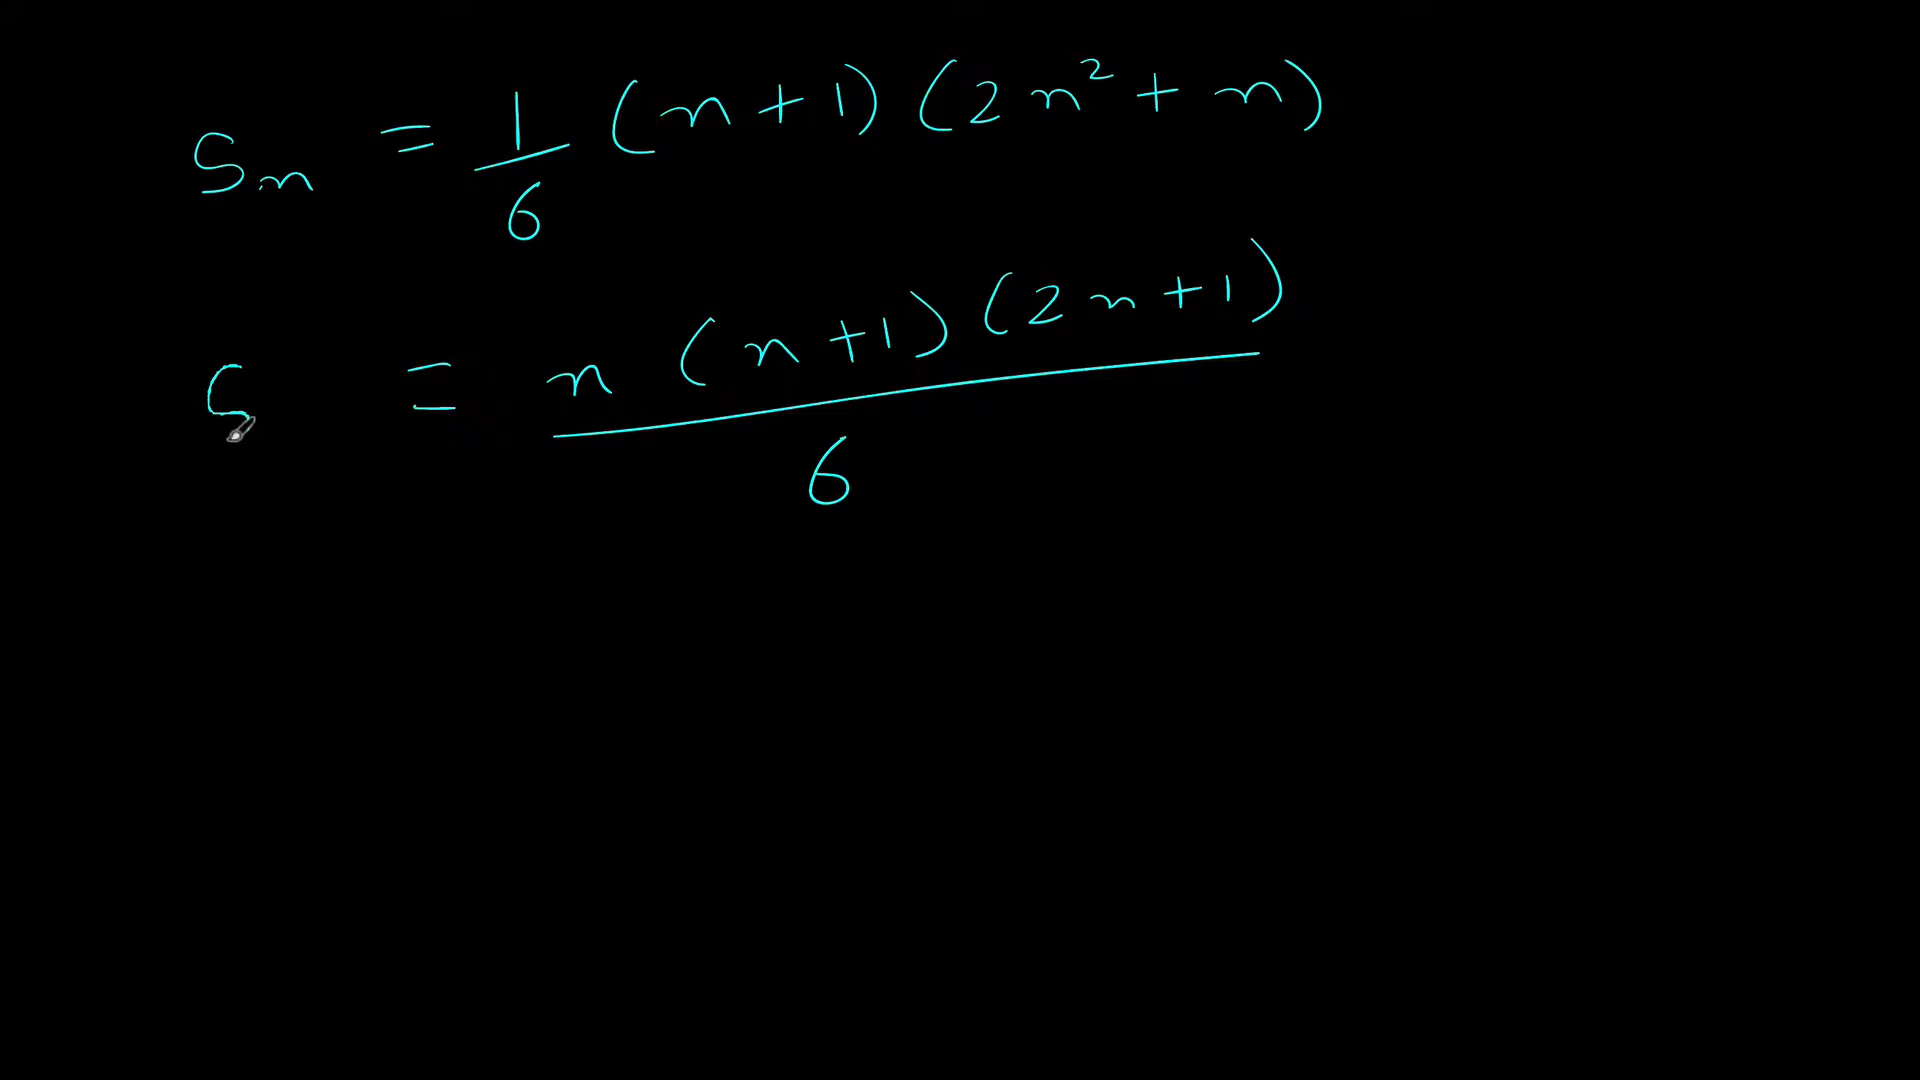 Sn = 1/6 (n+1) (2n² + n)
S = n (n+1) (2n+1) / 6